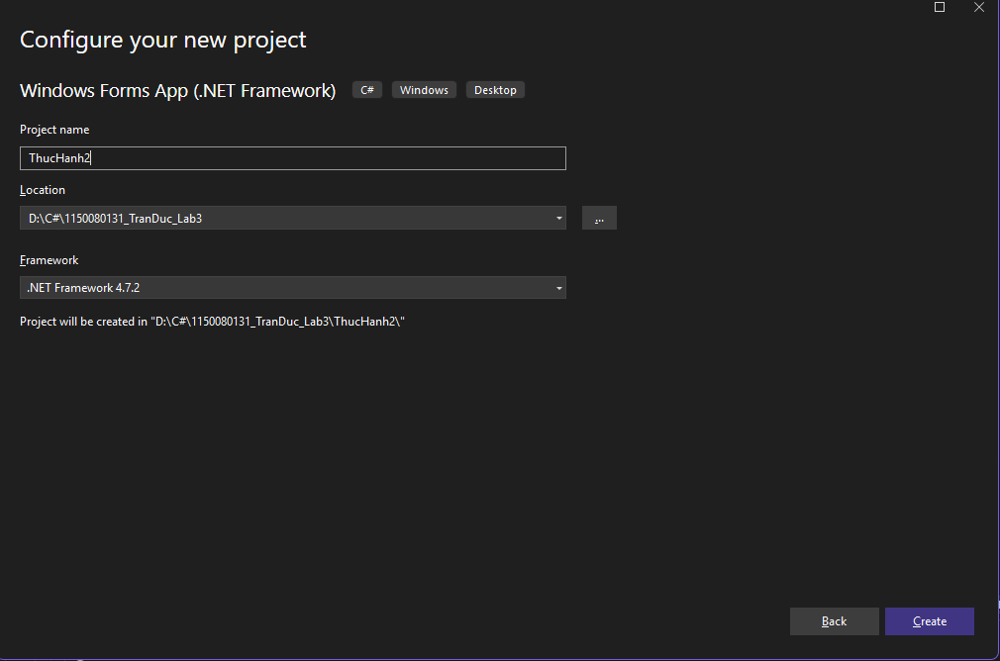 Configure your new project
Windows Forms App (.NET Framework) C# Windows Desktop
Project name
ThucHanh2
Location
D:\C#\1150080131_TranDuc_Lab3
...
Framework
.NET Framework 4.7.2
Project will be created in "D:\C#\1150080131_TranDuc_Lab3\ThucHanh2\"
Back Create